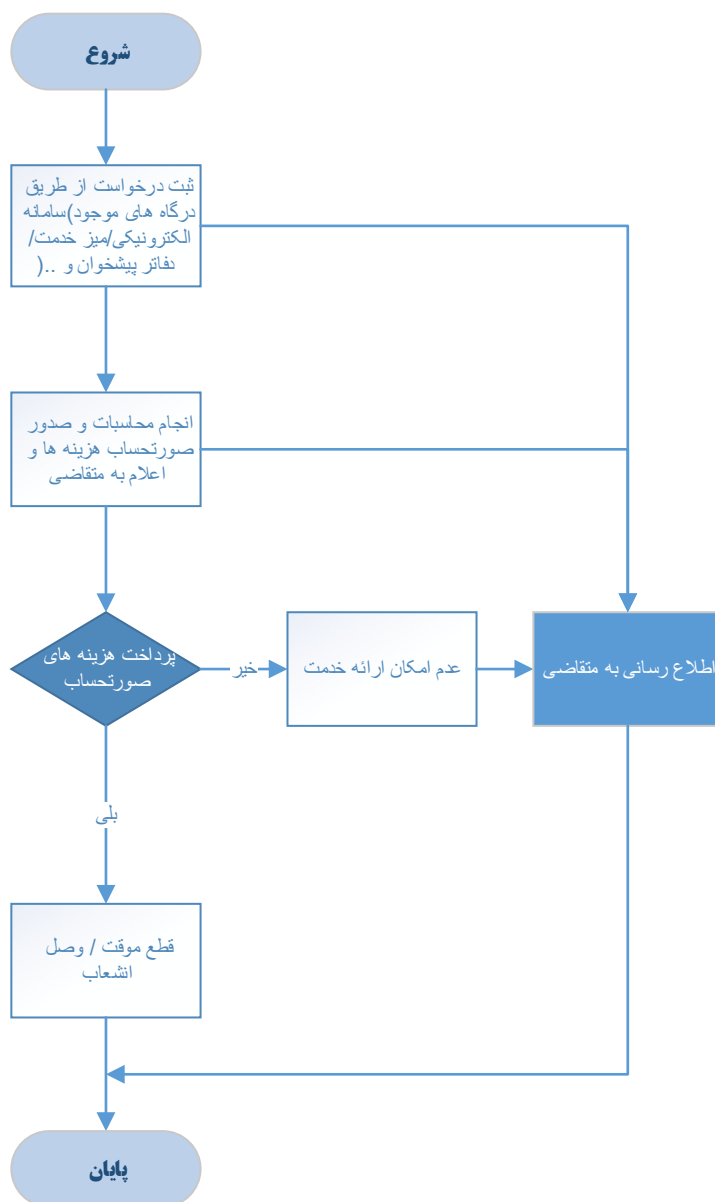 شروع
ثبت درخواست از طریق
درگاه های موجود)سامانه
الکترونیکی/میز خدمت/
دفاتر پیشخوان و ..(
انجام محاسبات و صدور
صورتحساب هزینه ها و
اعلام به متقاضی
پرداخت هزینه های
صورتحساب
خیر
عدم امکان ارائه خدمت
اطلاع رسانی به متقاضی
بلی
قطع موقت / وصل
انشعاب
پایان